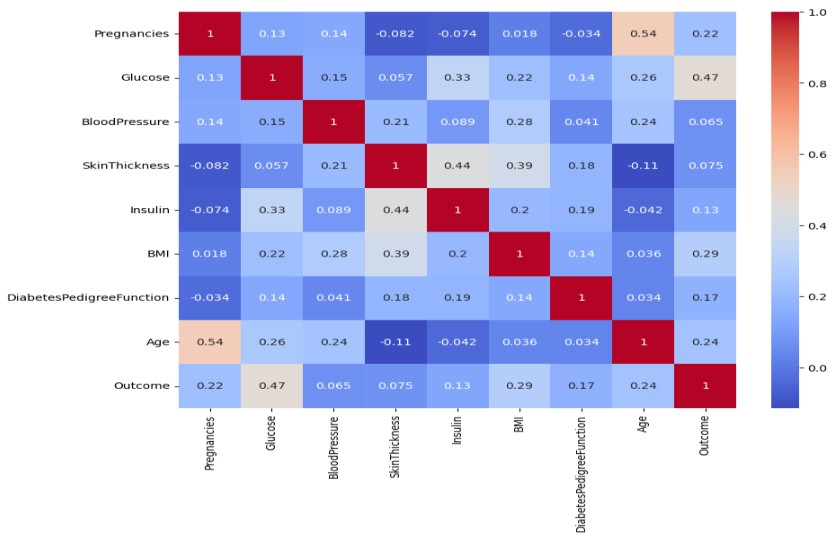 1.0
Pregnancies 1 0.13 0.14 -0.082 -0.074 0.018 -0.034 0.54 0.22
Glucose 0.13 1 0.15 0.057 0.33 0.22 0.14 0.26 0.47
0.8
BloodPressure 0.14 0.15 1 0.21 0.089 0.28 0.041 0.24 0.065
0.6
SkinThickness -0.082 0.057 0.21 1 0.44 0.39 0.18 -0.11 0.075
Insulin -0.074 0.33 0.089 0.44 1 0.2 0.19 -0.042 0.13
0.4
BMI 0.018 0.22 0.28 0.39 0.2 1 0.14 0.036 0.29
DiabetesPedigreeFunction -0.034 0.14 0.041 0.18 0.19 0.14 1 0.034 0.17
0.2
Age 0.54 0.26 0.24 -0.11 -0.042 0.036 0.034 1 0.24
0.0
Outcome 0.22 0.47 0.065 0.075 0.13 0.29 0.17 0.24 1
Pregnancies
Glucose
BloodPressure
SkinThickness
Insulin
BMI
DiabetesPedigreeFunction
Age
Outcome